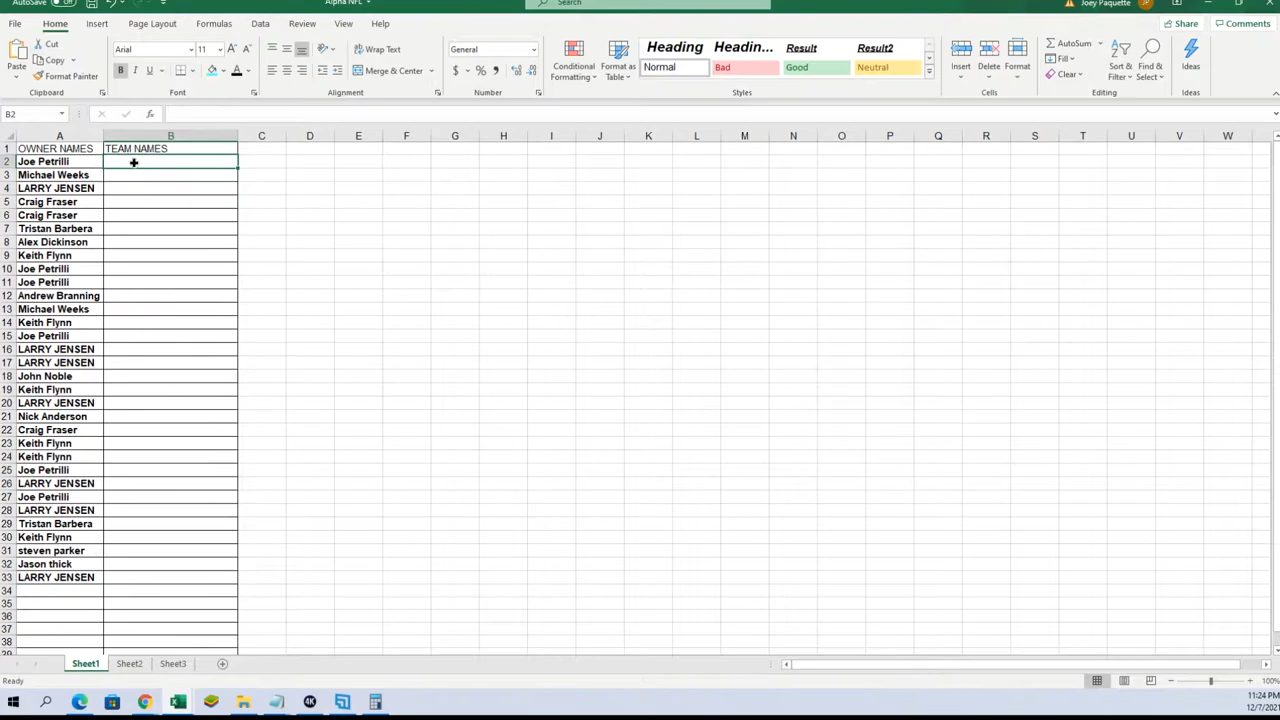 AutoSave Off Alpha NFL Search Joey Paquette JP
File Home Insert Page Layout Formulas Data Review View Help Share Comments
Cut Arial 11 Wrap Text General Heading Headin... Result Result2 AutoSum
Copy Fill
Paste Format Painter Merge & Center Conditional Format as Normal Bad Good Neutral Insert Delete Format Clear Sort & Find & Ideas
Formatting Table Filter Select
Clipboard Font Alignment Number Styles Cells Editing Ideas
B2 fx
A B C D E F G H I J K L M N O P Q R S T U V W
1 OWNER NAMES TEAM NAMES
2 Joe Petrilli
3 Michael Weeks
4 LARRY JENSEN
5 Craig Fraser
6 Craig Fraser
7 Tristan Barbera
8 Alex Dickinson
9 Keith Flynn
10 Joe Petrilli
11 Joe Petrilli
12 Andrew Branning
13 Michael Weeks
14 Keith Flynn
15 Joe Petrilli
16 LARRY JENSEN
17 LARRY JENSEN
18 John Noble
19 Keith Flynn
20 LARRY JENSEN
21 Nick Anderson
22 Craig Fraser
23 Keith Flynn
24 Keith Flynn
25 Joe Petrilli
26 LARRY JENSEN
27 Joe Petrilli
28 LARRY JENSEN
29 Tristan Barbera
30 Keith Flynn
31 steven parker
32 Jason thick
33 LARRY JENSEN
34
35
36
37
38
39
Sheet1 Sheet2 Sheet3
Ready 100%
11:24 PM
12/7/2021